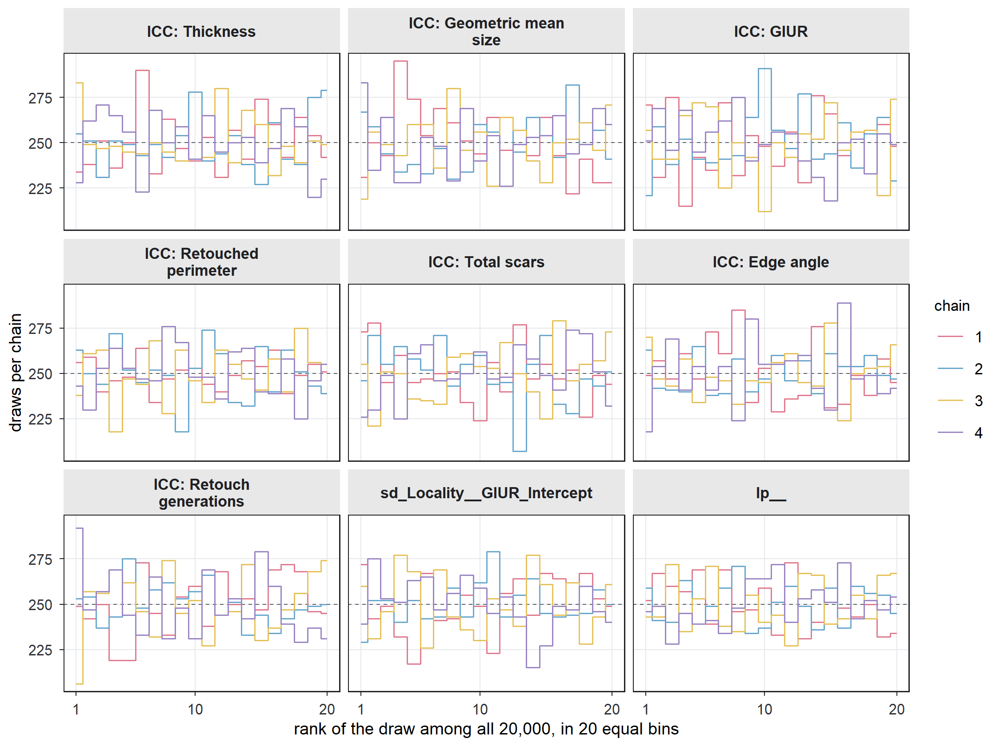 ICC: Thickness
ICC: Geometric mean
size
ICC: GIUR
275
250
225
ICC: Retouched
perimeter
ICC: Total scars
ICC: Edge angle
275
250
225
draws per chain
chain
1
2
3
4
ICC: Retouch
generations
sd_Locality__GIUR_Intercept
lp__
275
250
225
1 10 20 1 10 20 1 10 20
rank of the draw among all 20,000, in 20 equal bins